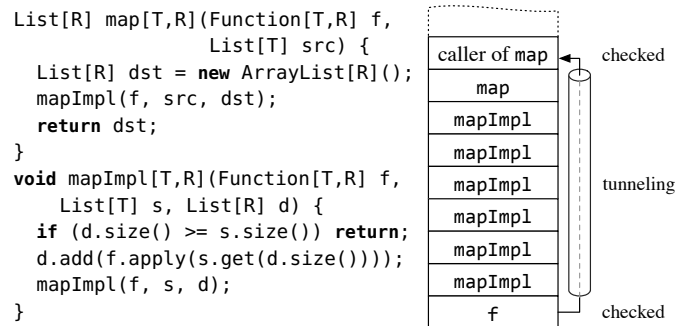 List[R] map[T,R](Function[T,R] f,
                 List[T] src) {
  List[R] dst = new ArrayList[R]();
  mapImpl(f, src, dst);
  return dst;
}
void mapImpl[T,R](Function[T,R] f,
    List[T] s, List[R] d) {
  if (d.size() >= s.size()) return;
  d.add(f.apply(s.get(d.size())));
  mapImpl(f, s, d);
}
caller of map
checked
map
mapImpl
mapImpl
mapImpl
tunneling
mapImpl
mapImpl
mapImpl
f
checked